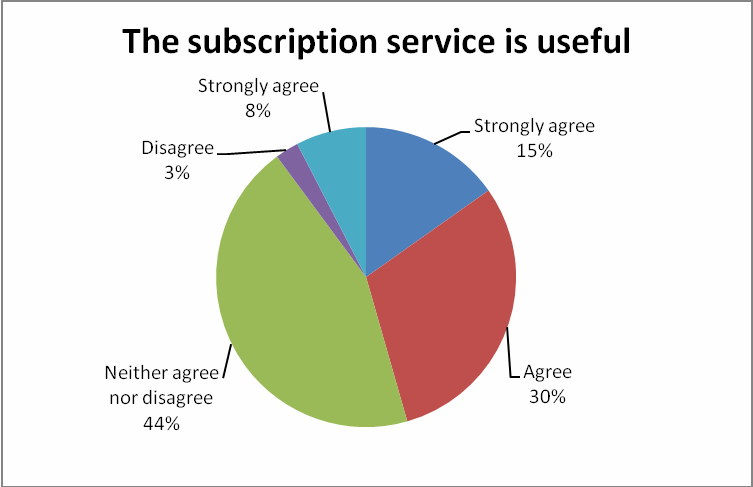 The subscription service is useful
Strongly agree
8%
Strongly agree
15%
Disagree
3%
Agree
30%
Neither agree
nor disagree
44%